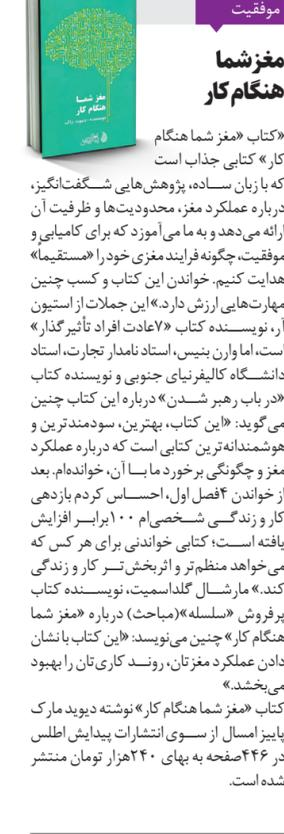 موفقیت
مغز شما
هنگام کار
مغز شما
هنگام کار
«کتاب «مغز شما هنگام
کار» کتابی جذاب است
که با زبان ساده، پژوهش‌هایی شگفت‌انگیز،
درباره عملکرد مغز، محدودیت‌ها و ظرفیت آن
ارائه می‌دهد و به ما می‌آموزد که برای کامیابی و
موفقیت، چگونه فرایند مغزی خود را «مستقیماً»
هدایت کنیم. خواندن این کتاب و کسب چنین
مهارت‌هایی ارزش دارد.» این جملات از استیون
آر، نویسنده کتاب «۷عادت افراد تأثیر گذار»
است، اما وارن بنیس، استاد نامدار تجارت، استاد
دانشگاه کالیفرنیای جنوبی و نویسنده کتاب
«در باب رهبر شدن» درباره این کتاب چنین
می‌گوید: «این کتاب، بهترین، سودمندترین و
هوشمندانه‌ترین کتابی است که درباره عملکرد
مغز و چگونگی برخورد ما با آن، خوانده‌ام. بعد
از خواندن ۴فصل اول، احساس کردم بازدهی
کار و زندگی شخصی‌ام ۱۰۰برابر افزایش
یافته است؛ کتابی خواندنی برای هر کس که
می‌خواهد منظم‌تر و اثربخش‌تر کار و زندگی
کند.» مارشال گلداسمیت، نویسنده کتاب
پرفروش «سلسله»(مباحث) درباره «مغز شما
هنگام کار» چنین می‌نویسد: «این کتاب با نشان
دادن عملکرد مغزتان، روند کاری‌تان را بهبود
می‌بخشد.»
کتاب «مغز شما هنگام کار» نوشته دیوید مارک
پاییز امسال از سوی انتشارات پیدایش اطلس
در ۴۴۶صفحه به بهای ۲۴۰هزار تومان منتشر
شده است.